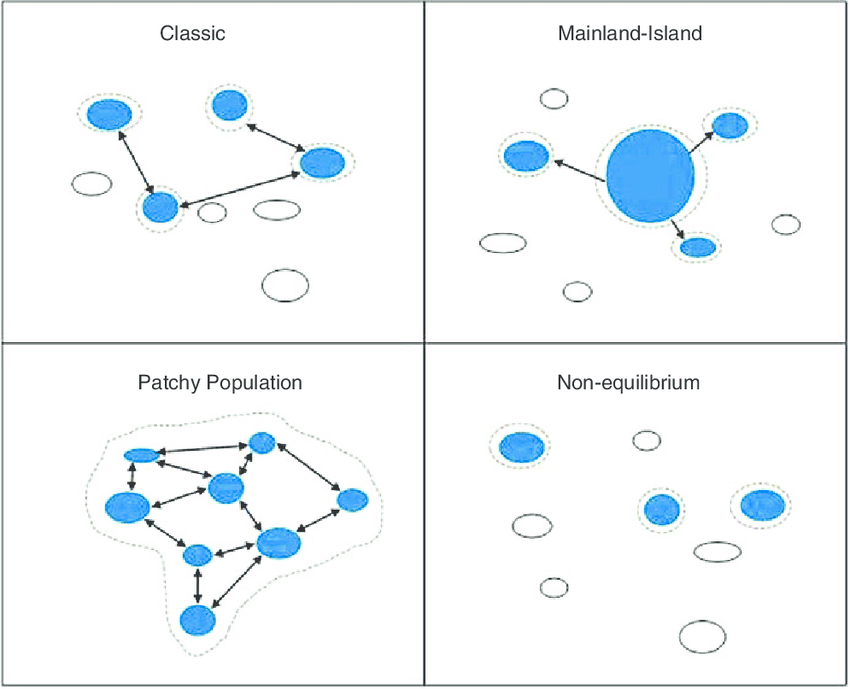 Classic
Mainland-Island
Patchy Population
Non-equilibrium